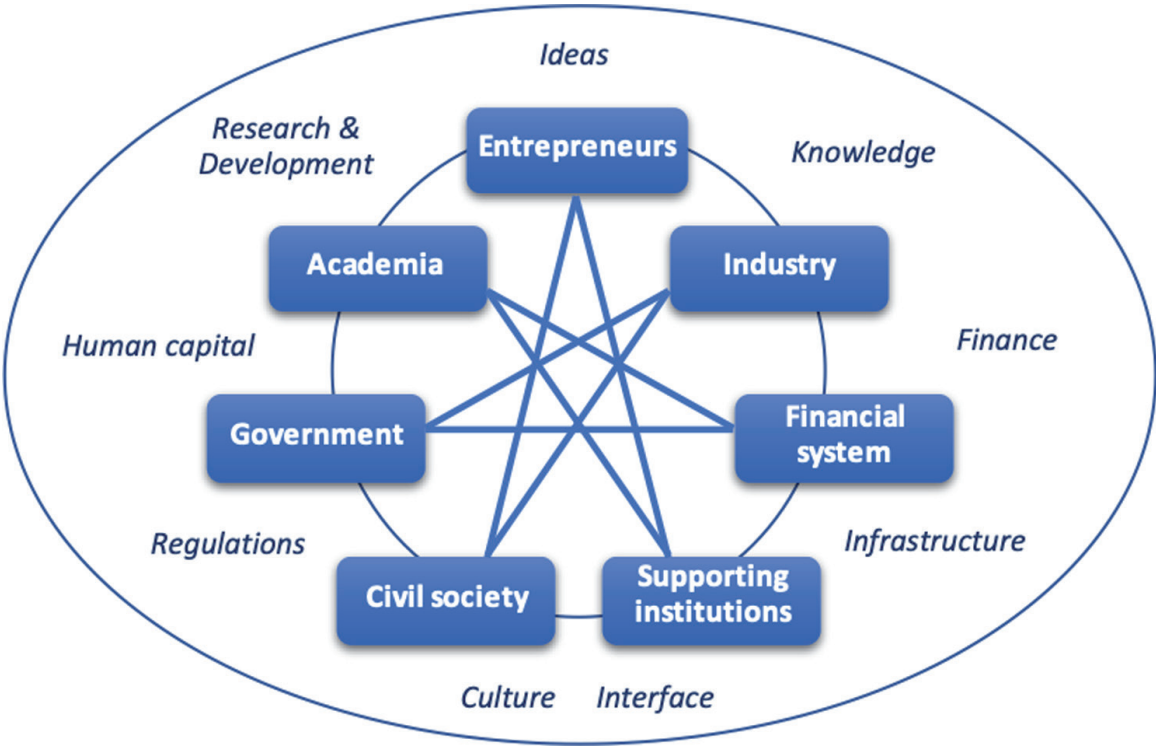 Ideas
Research &
Development
Entrepreneurs
Knowledge
Academia
Industry
Human capital
Finance
Government
Financial
system
Regulations
Infrastructure
Civil society
Supporting
institutions
Culture
Interface